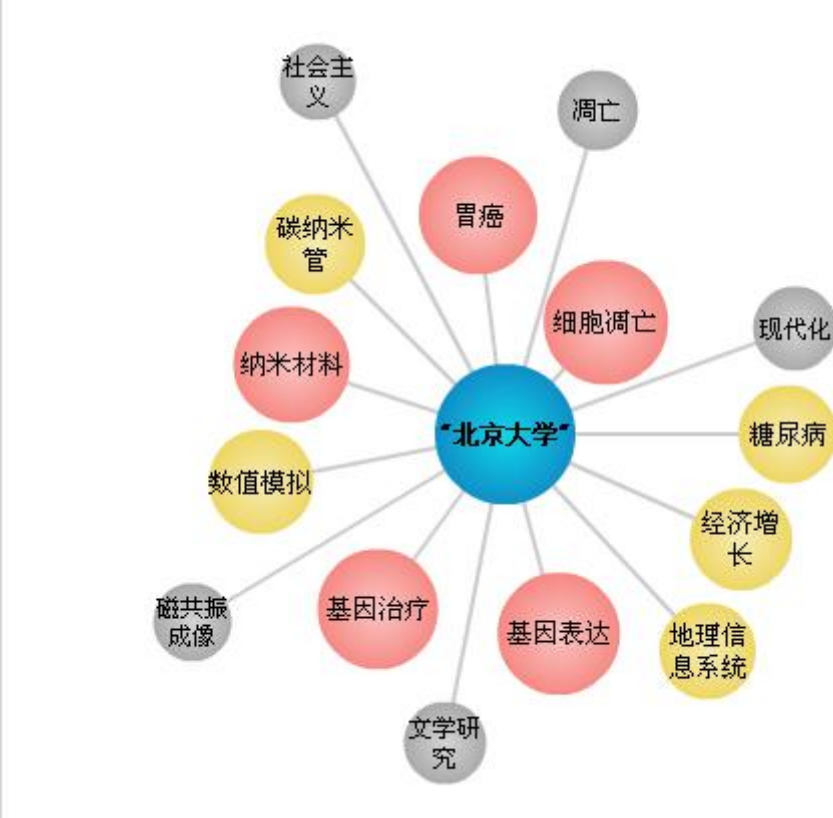 社会主
义
凋亡
胃癌
碳纳米
管
细胞凋亡
现代化
纳米材料
"北京大学"
糖尿病
数值模拟
经济增
长
磁共振
成像
基因治疗
基因表达
地理信
息系统
文学研
究